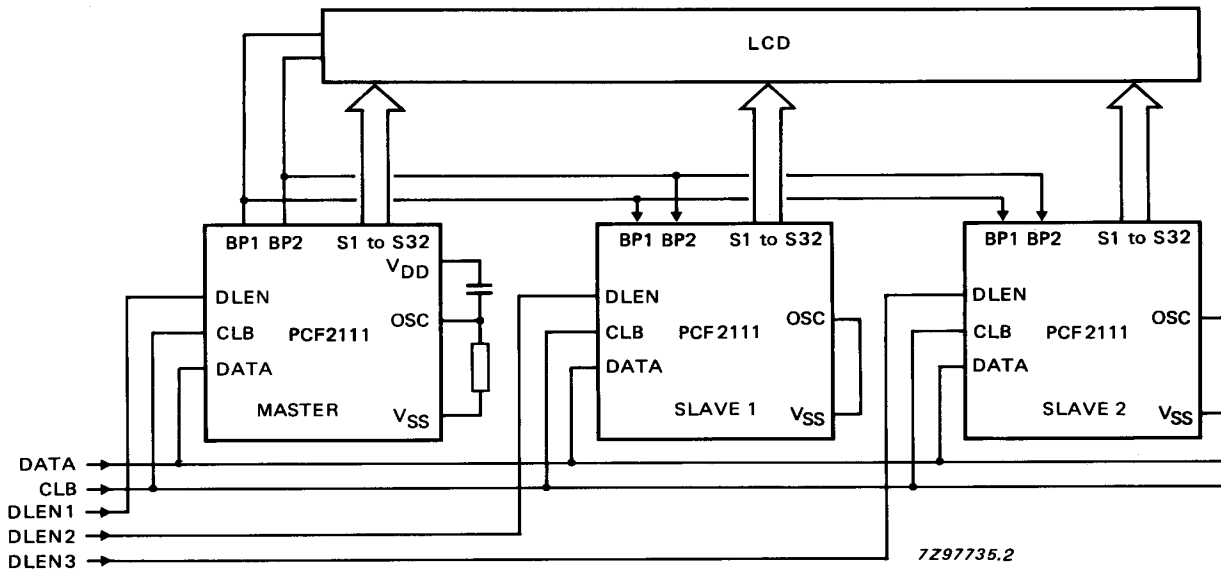 LCD
BP1 BP2 S1 to S32
VDD
DLEN
OSC
CLB
PCF2111
DATA
MASTER
VSS
BP1 BP2 S1 to S32
DLEN
OSC
CLB
PCF2111
DATA
SLAVE 1
VSS
BP1 BP2 S1 to S32
DLEN
OSC
CLB
PCF2111
DATA
SLAVE 2
VSS
DATA
CLB
DLEN1
DLEN2
DLEN3
7Z97735.2